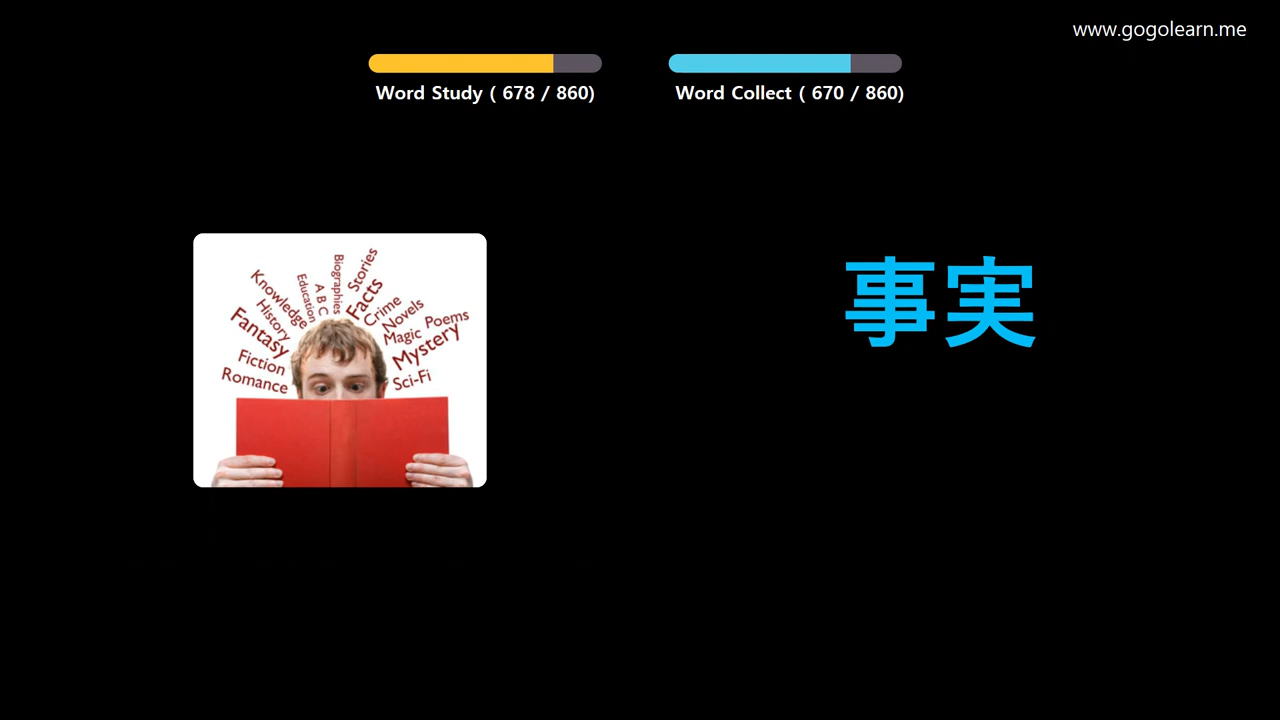 www.gogolearn.me
Word Study ( 678 / 860)
Word Collect ( 670 / 860)
事実
Stories
Biographies
Facts
A B C
Education
Knowledge
Crime
History
Novels
Fantasy
Poems
Magic
Mystery
Fiction
Sci-Fi
Romance